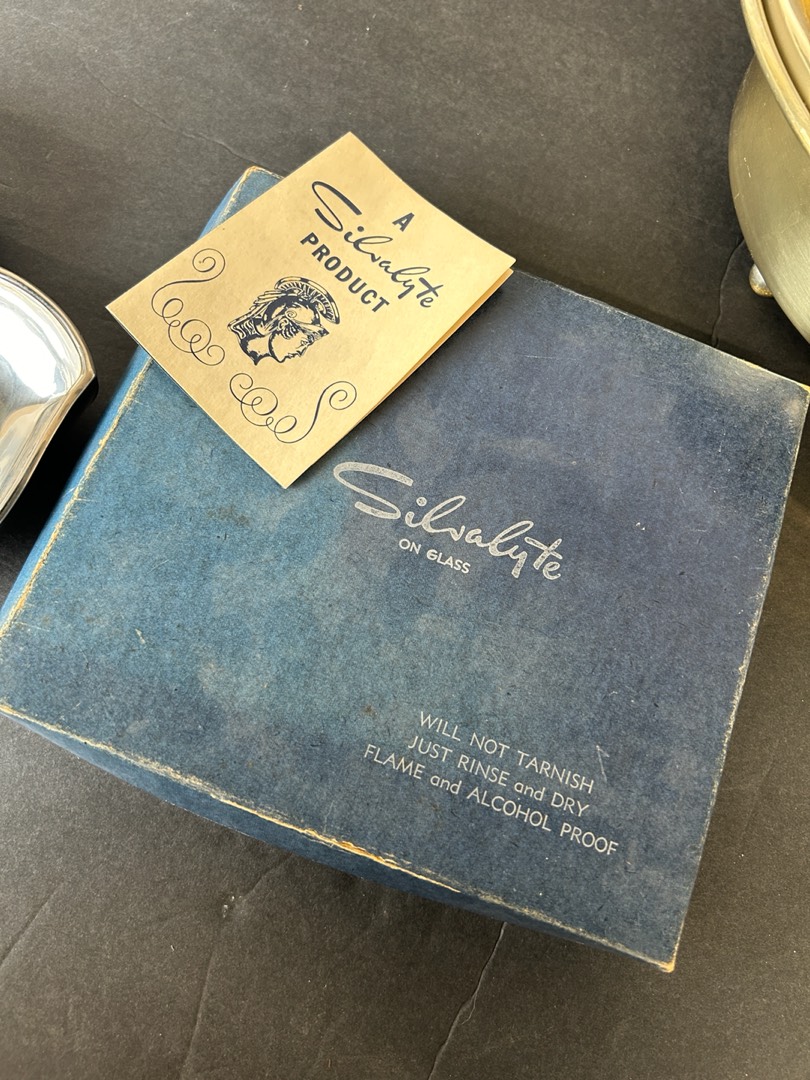 A
Silvalyte
PRODUCT
Silvalyte
ON GLASS
WILL NOT TARNISH
JUST RINSE and DRY
FLAME and ALCOHOL PROOF